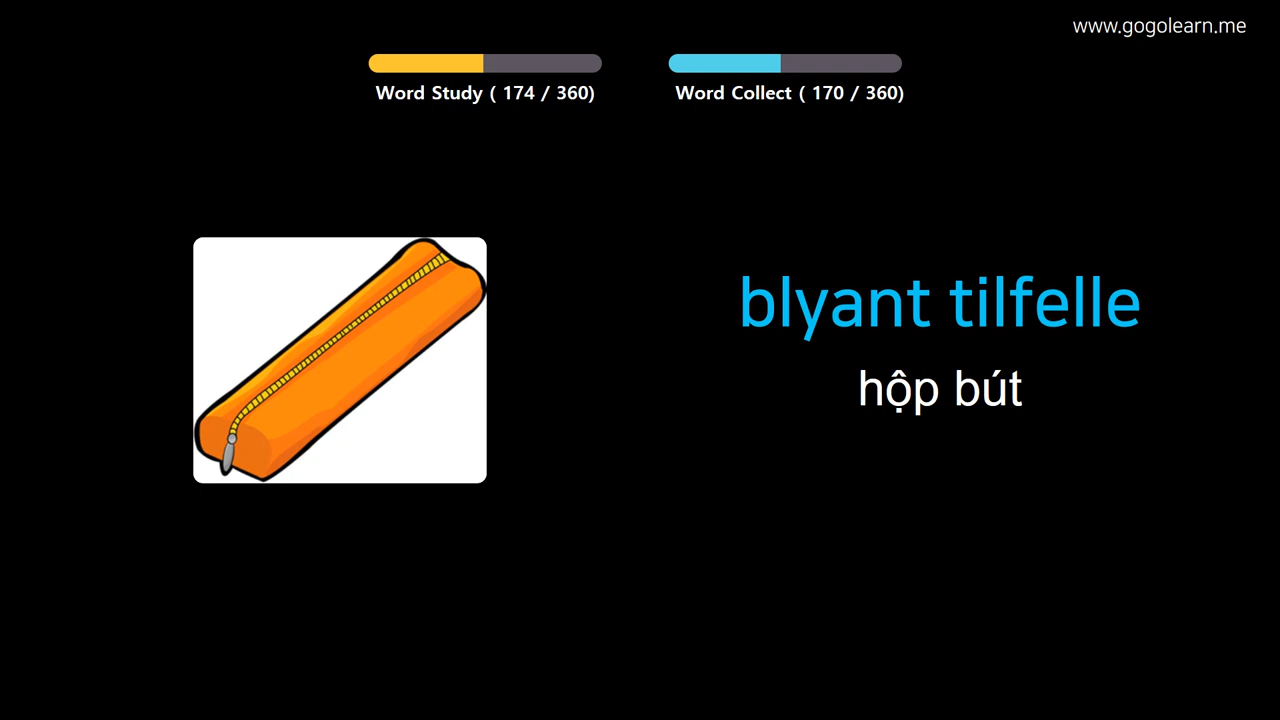 www.gogolearn.me
Word Study ( 174 / 360)
Word Collect ( 170 / 360)
blyant tilfelle
hộp bút